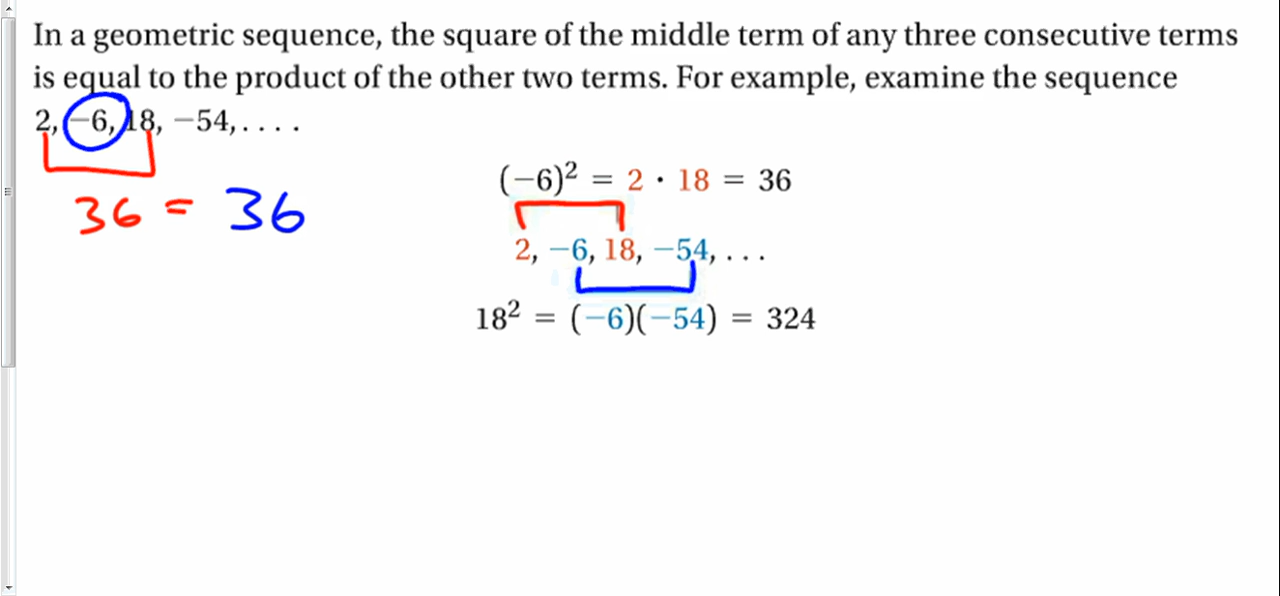 In a geometric sequence, the square of the middle term of any three consecutive terms
is equal to the product of the other two terms. For example, examine the sequence
2, −6, 18, −54, . . . .
36 = 36
(−6)² = 2 · 18 = 36
2, −6, 18, −54, . . .
18² = (−6)(−54) = 324